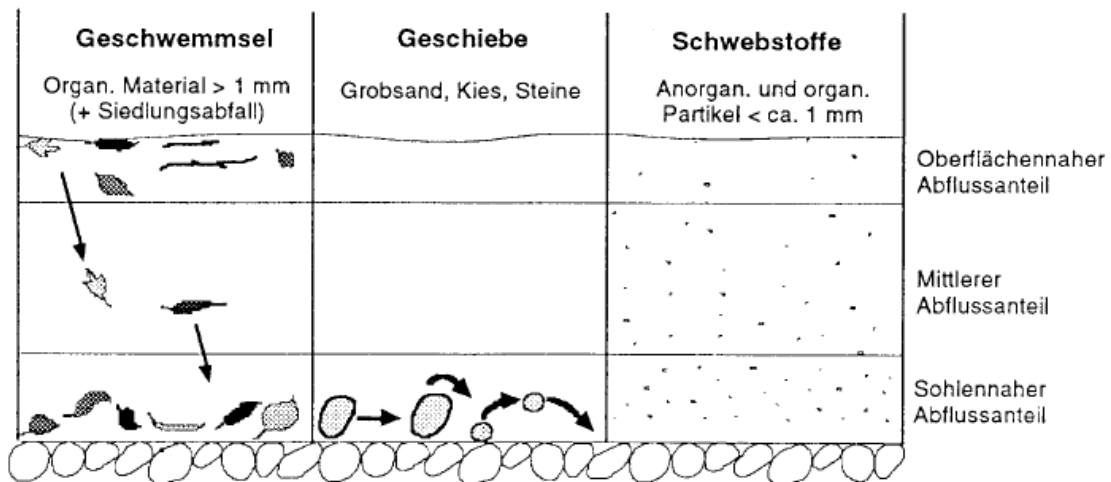 Geschwemmsel
Organ. Material > 1 mm
(+ Siedlungsabfall)
Geschiebe
Grobsand, Kies, Steine
Schwebstoffe
Anorgan. und organ.
Partikel < ca. 1 mm
Oberflächennaher
Abflussanteil
Mittlerer
Abflussanteil
Sohlennaher
Abflussanteil